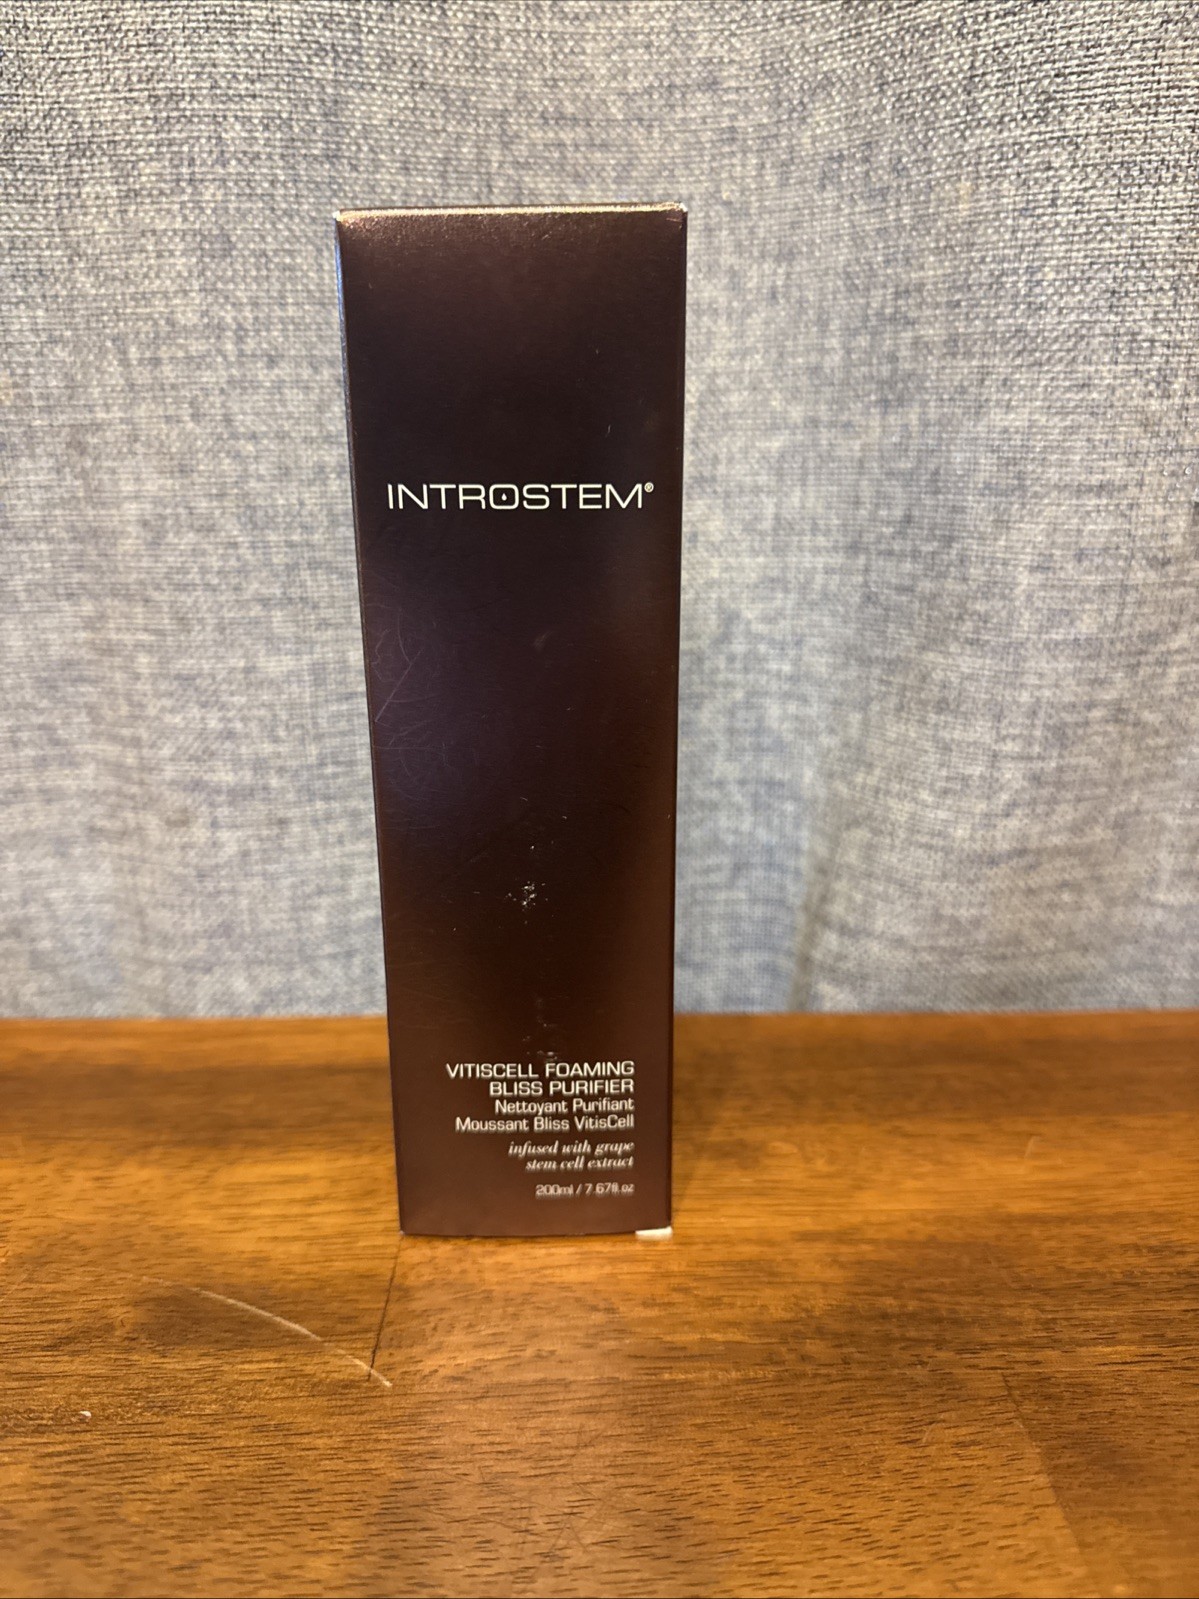 INTROSTEM®
VITISCELL FOAMING
BLISS PURIFIER
Nettoyant Purifiant
Moussant Bliss VitisCell
infused with grape
stem cell extract
200ml / 7.67fl oz